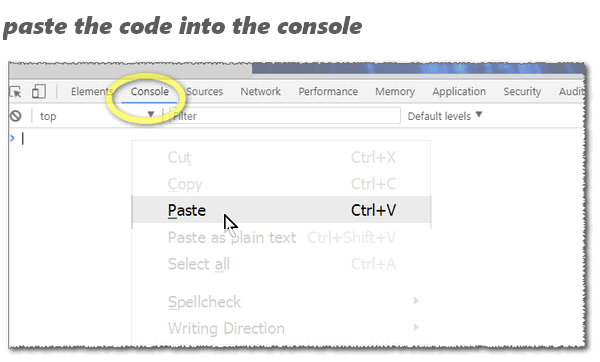 paste the code into the console
Elements Console Sources Network Performance Memory Application Security Audit
top Filter Default levels
Cut Ctrl+X
Copy Ctrl+C
Paste Ctrl+V
Paste as plain text Ctrl+Shift+V
Select all Ctrl+A
Spellcheck
Writing Direction